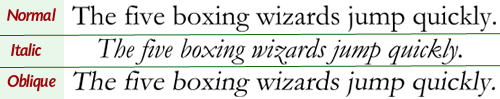 Normal The five boxing wizards jump quickly.
Italic The five boxing wizards jump quickly.
Oblique The five boxing wizards jump quickly.